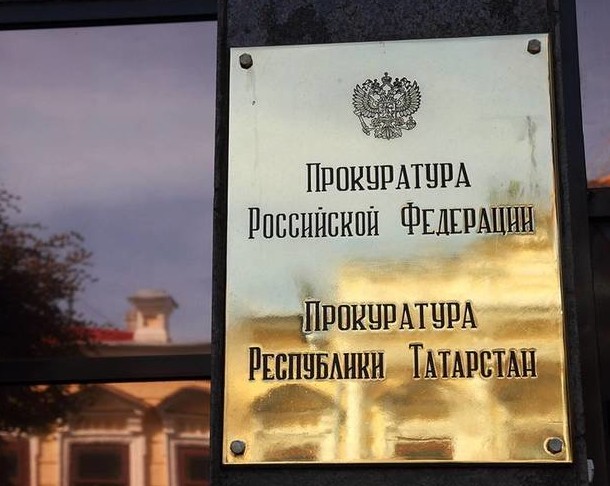 Прокуратура
Российской Федерации
Прокуратура
Республики Татарстан